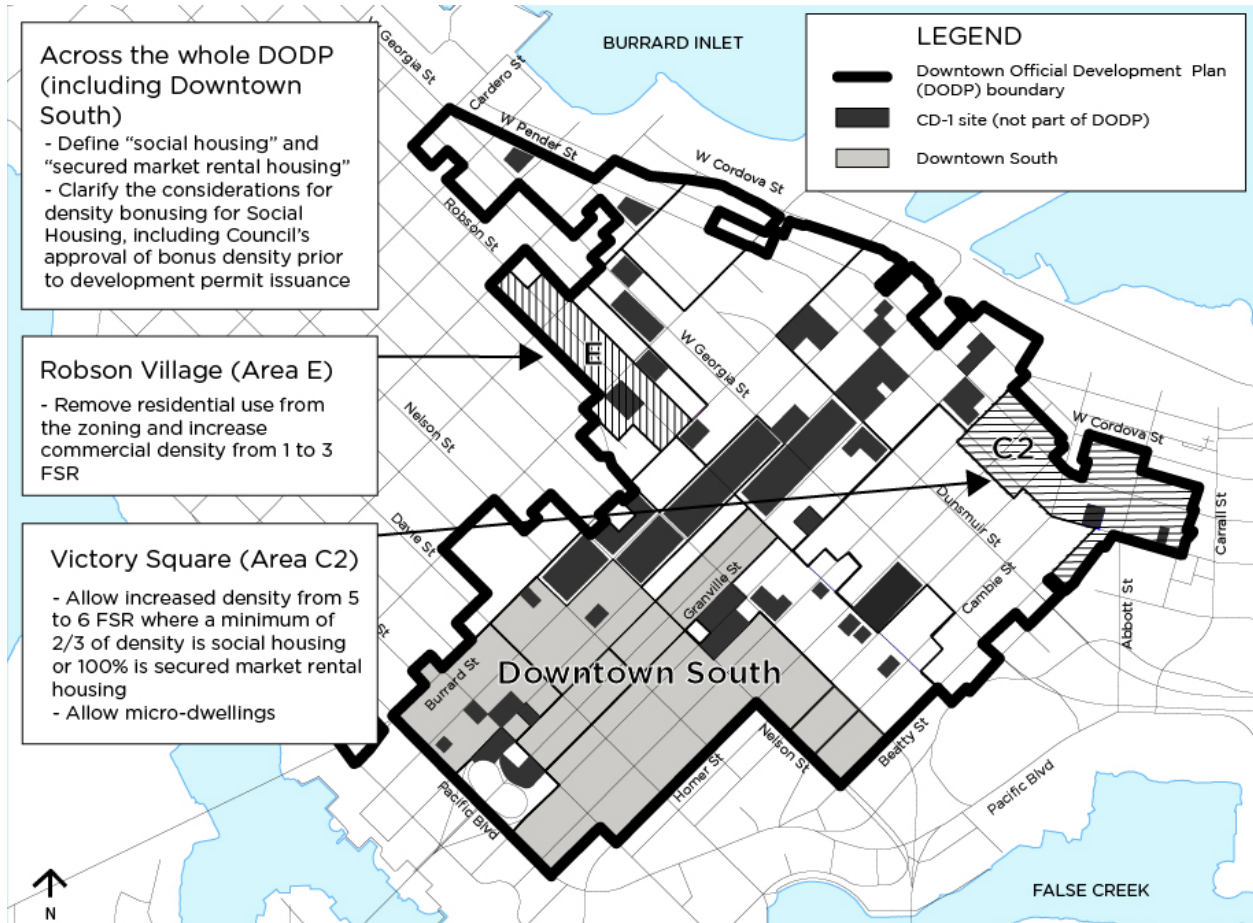 Across the whole DODP
(including Downtown
South)
- Define “social housing” and
“secured market rental housing”
- Clarify the considerations for
density bonusing for Social
Housing, including Council’s
approval of bonus density prior
to development permit issuance
Robson Village (Area E)
- Remove residential use from
the zoning and increase
commercial density from 1 to 3
FSR
Victory Square (Area C2)
- Allow increased density from 5
to 6 FSR where a minimum of
2/3 of density is social housing
or 100% is secured market rental
housing
- Allow micro-dwellings
LEGEND
Downtown Official Development Plan
(DODP) boundary
CD-1 site (not part of DODP)
Downtown South
BURRARD INLET
W Georgia St
Cardero St
W Pender St
W Cordova St
Robson St
E
W Georgia St
Nelson St
C2
W Cordova St
Carrall St
Dunsmuir St
Davie St
Granville St
Cambie St
Abbott St
St
Downtown South
Burrard St
Nelson St
Beatty St
Homer St
Pacific Blvd
Pacific Blvd
FALSE CREEK
N